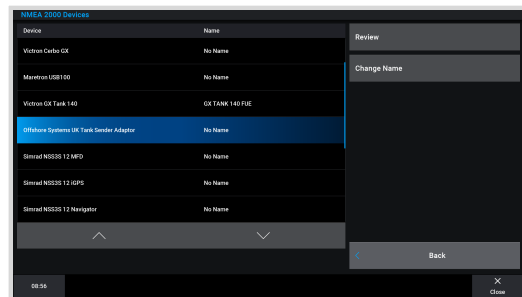 NMEA 2000 Devices
Device Name
Victron Cerbo GX No Name
Maretron USB100 No Name
Victron GX Tank 140 GX TANK 140 FUE
Offshore Systems UK Tank Sender Adaptor No Name
Simrad NSS3S 12 MFD No Name
Simrad NSS3S 12 iGPS No Name
Simrad NSS3S 12 Navigator No Name
Review
Change Name
Back
08:56
Close